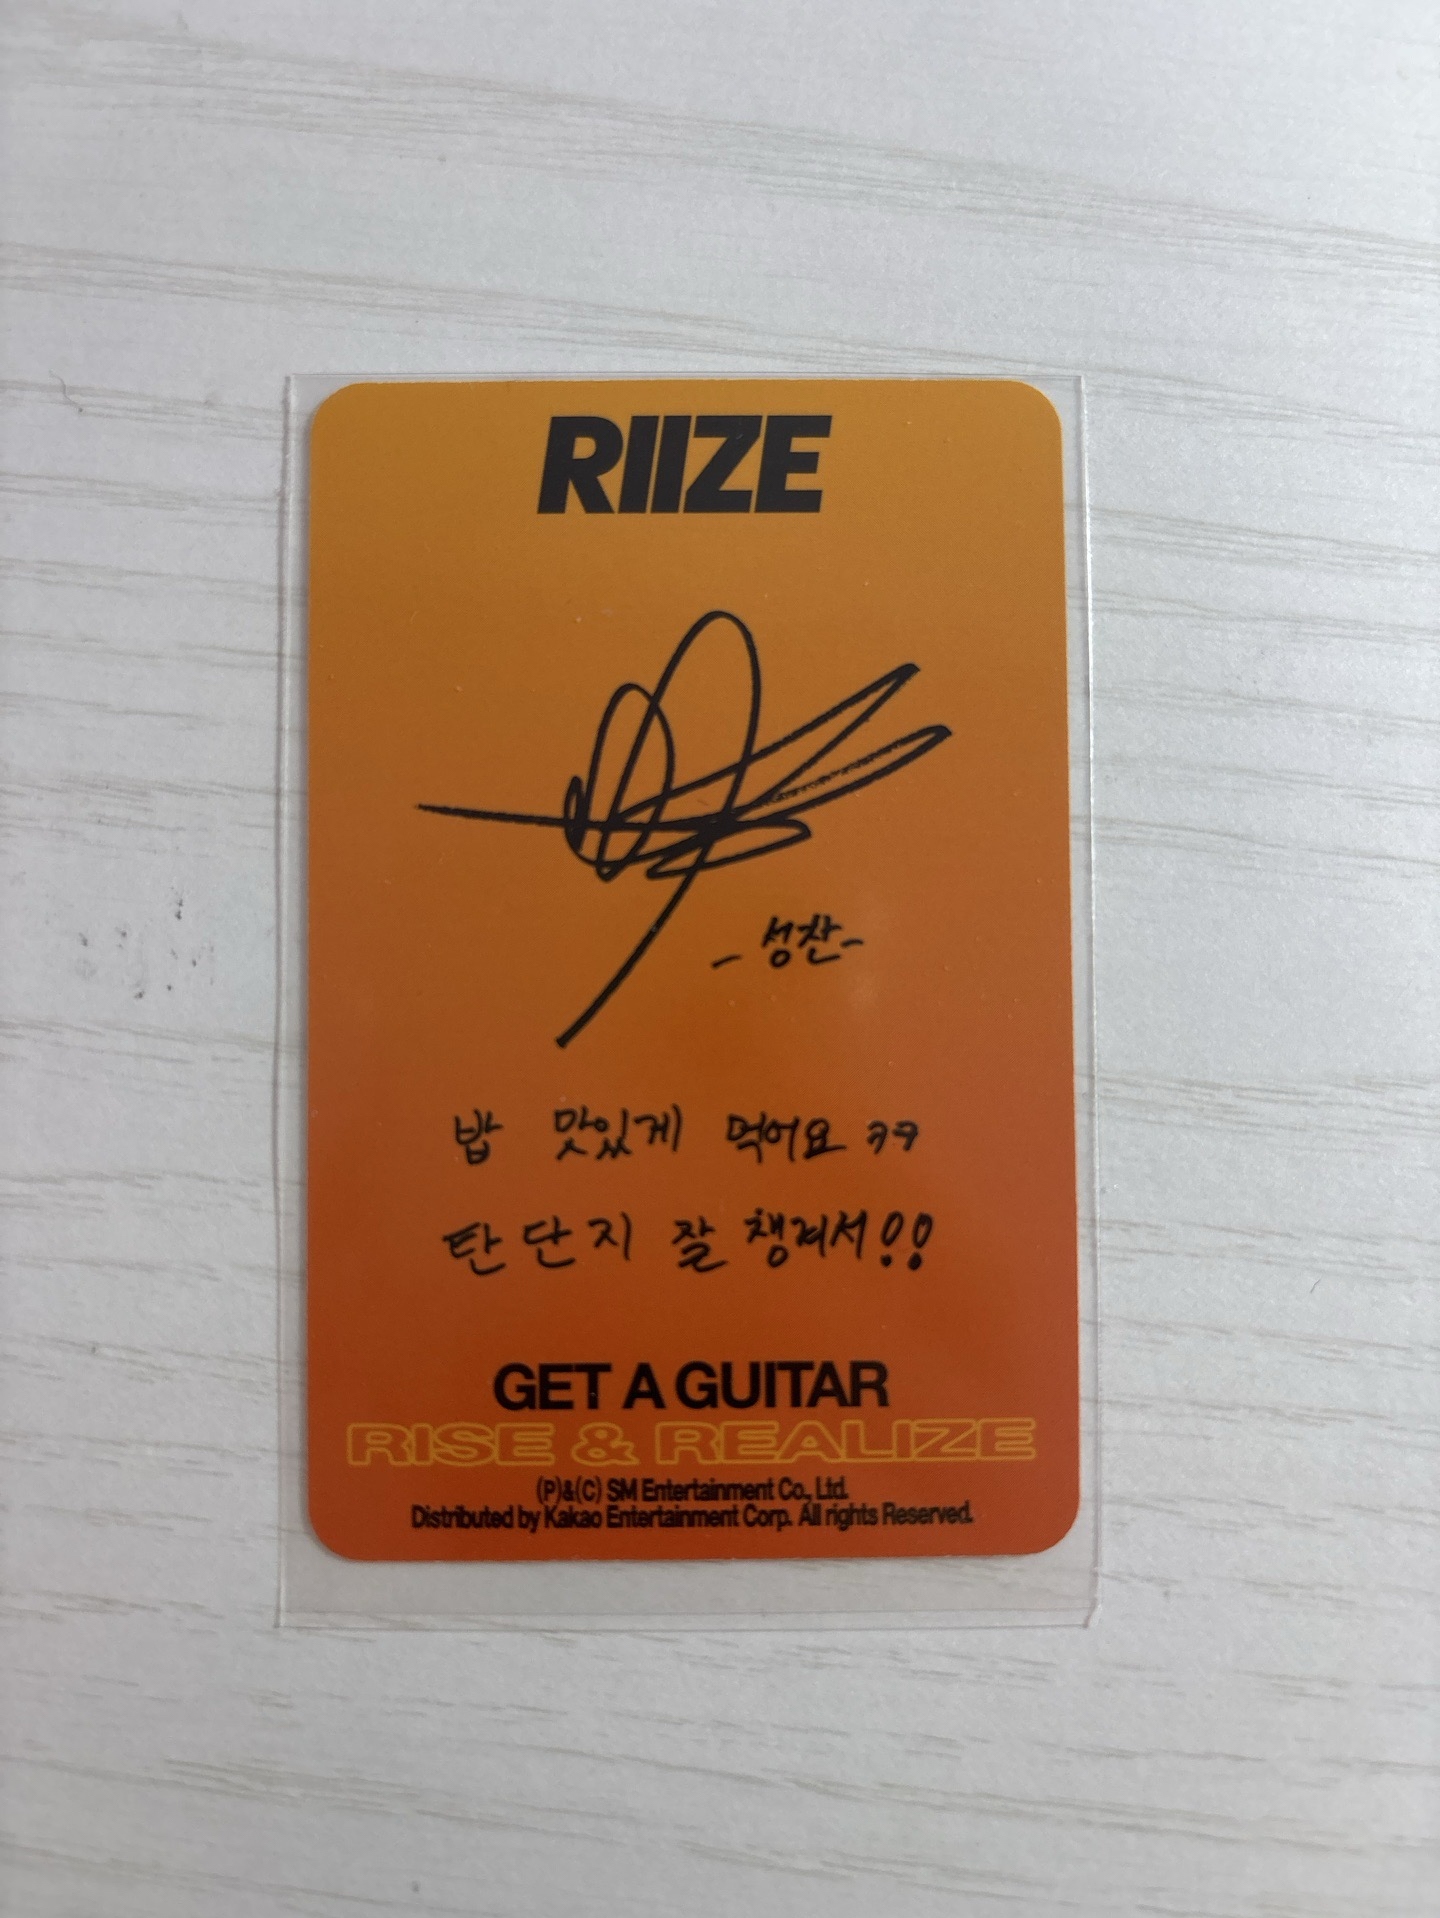 RIIZE
-성찬-
밥 맛있게 먹어요 ㅋㅋ
탄단지 잘 챙겨서!!
GET A GUITAR
RISE & REALIZE
(P)&(C) SM Entertainment Co., Ltd.
Distributed by Kakao Entertainment Corp. All rights Reserved.